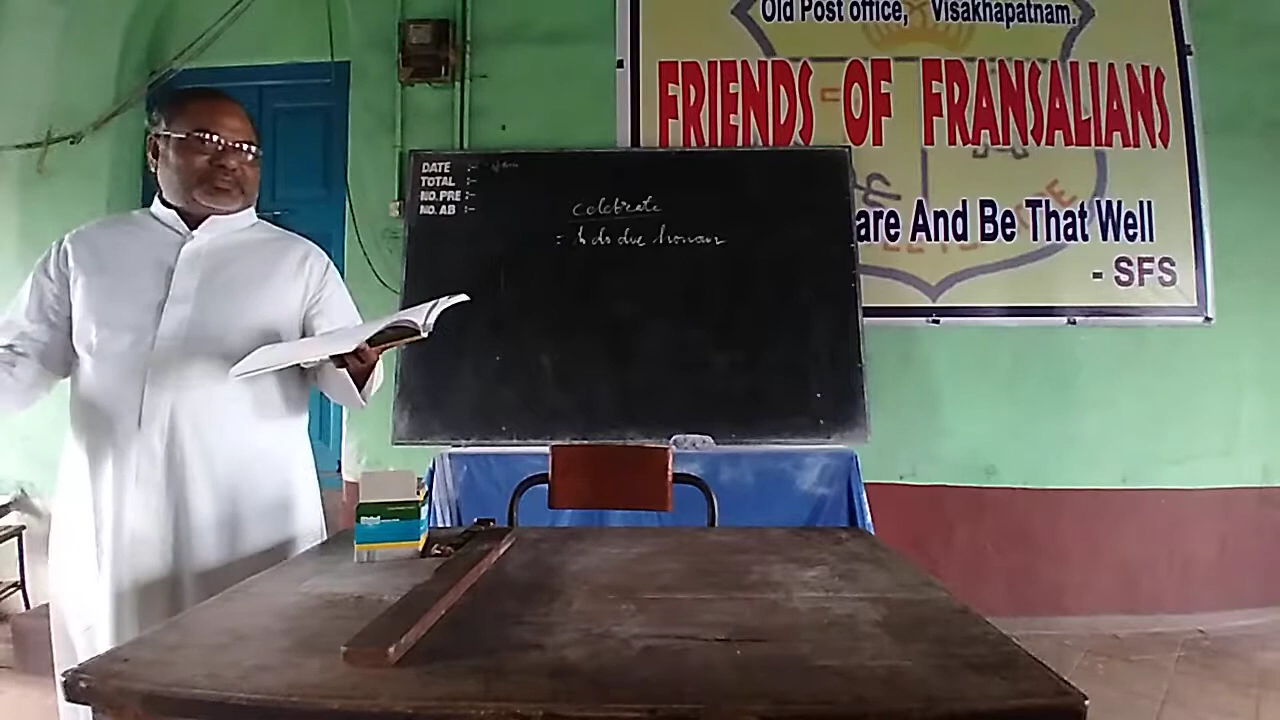 Old Post office, Visakhapatnam.
FRIENDS OF FRANSALIANS
are And Be That Well
- SFS
DATE :-
TOTAL :-
NO. PRE :-
NO. AB :-
celebrate
= to do due honour